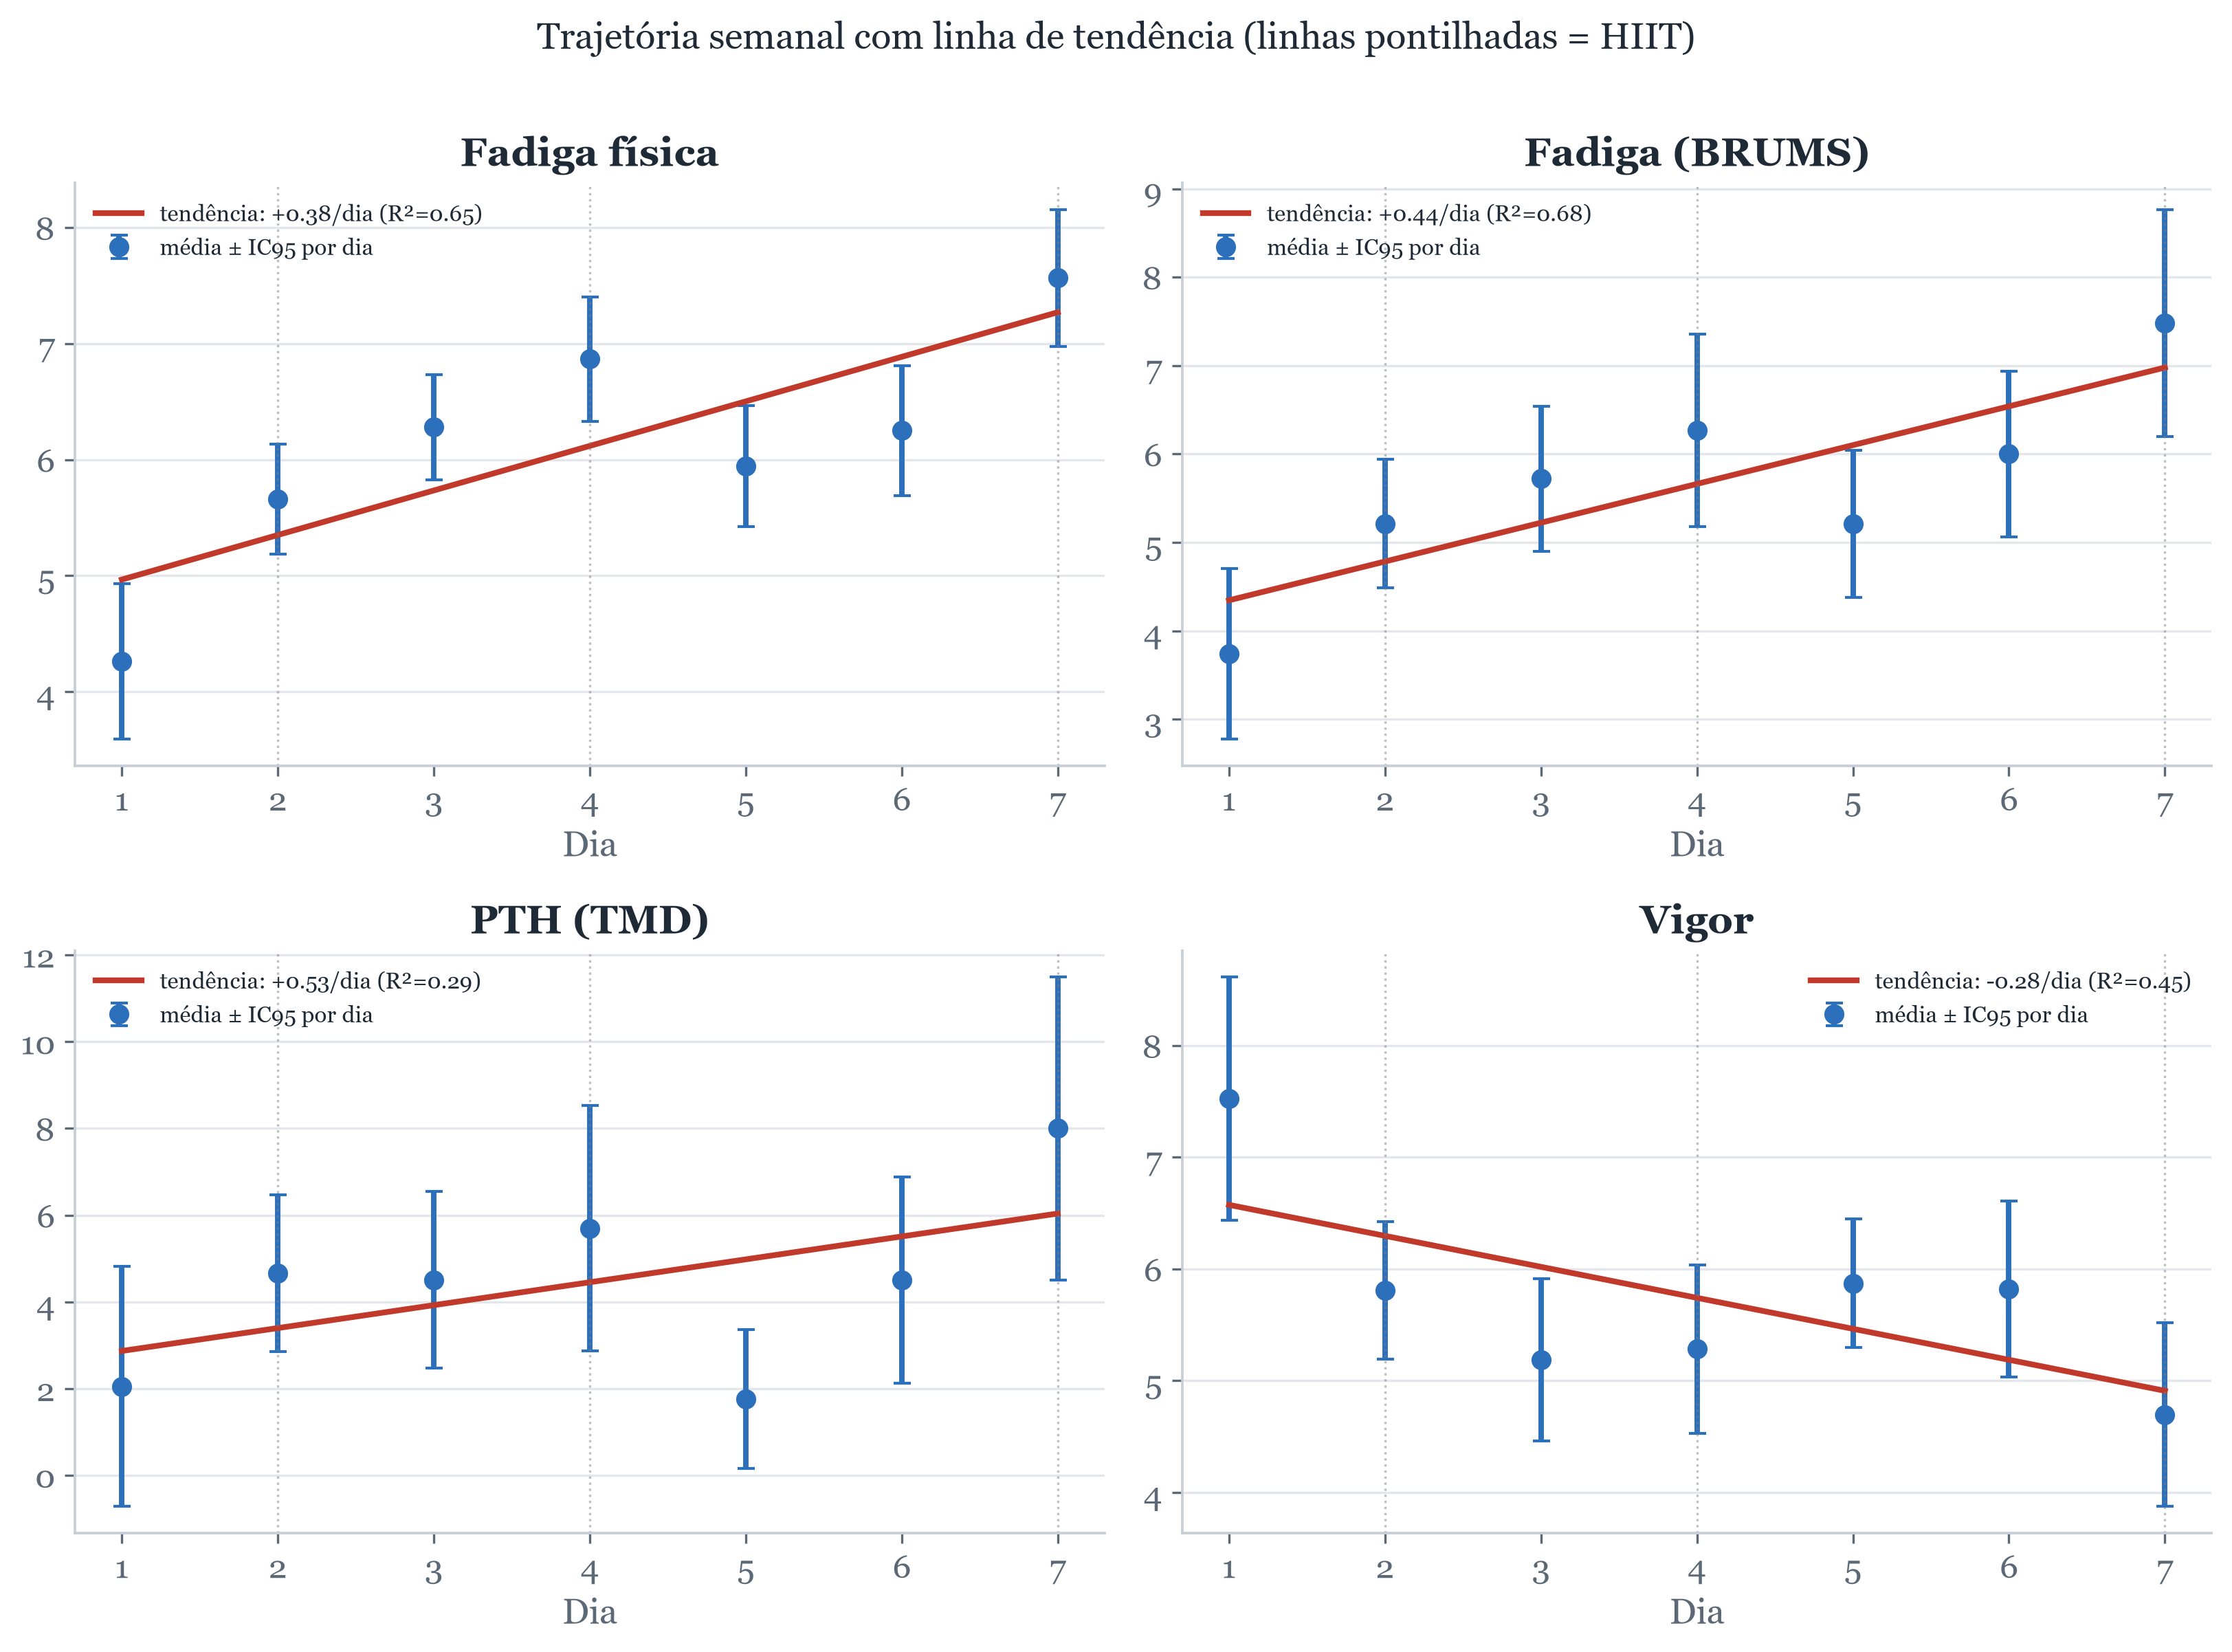 Trajetória semanal com linha de tendência (linhas pontilhadas = HIIT)
Fadiga física
tendência: +0.38/dia (R²=0.65)
média ± IC95 por dia
8
7
6
5
4
1 2 3 4 5 6 7
Dia
Fadiga (BRUMS)
tendência: +0.44/dia (R²=0.68)
média ± IC95 por dia
9
8
7
6
5
4
3
1 2 3 4 5 6 7
Dia
PTH (TMD)
tendência: +0.53/dia (R²=0.29)
média ± IC95 por dia
12
10
8
6
4
2
0
1 2 3 4 5 6 7
Dia
Vigor
tendência: -0.28/dia (R²=0.45)
média ± IC95 por dia
8
7
6
5
4
1 2 3 4 5 6 7
Dia